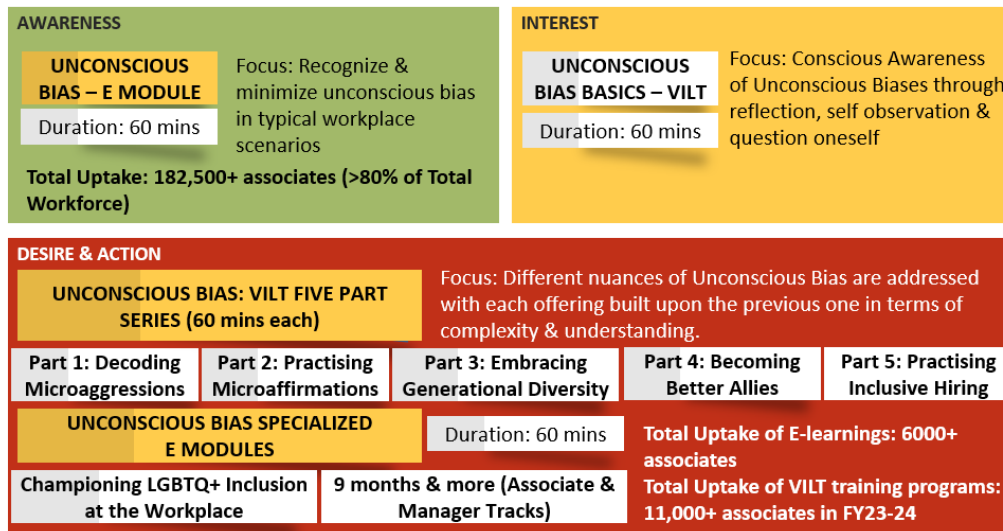 AWARENESS
UNCONSCIOUS
BIAS – E MODULE
Duration: 60 mins
Focus: Recognize &
minimize unconscious bias
in typical workplace
scenarios
Total Uptake: 182,500+ associates (>80% of Total
Workforce)
INTEREST
UNCONSCIOUS
BIAS BASICS – VILT
Duration: 60 mins
Focus: Conscious Awareness
of Unconscious Biases through
reflection, self observation &
question oneself
DESIRE & ACTION
UNCONSCIOUS BIAS: VILT FIVE PART
SERIES (60 mins each)
Focus: Different nuances of Unconscious Bias are addressed
with each offering built upon the previous one in terms of
complexity & understanding.
Part 1: Decoding
Microaggressions
Part 2: Practising
Microaffirmations
Part 3: Embracing
Generational Diversity
Part 4: Becoming
Better Allies
Part 5: Practising
Inclusive Hiring
UNCONSCIOUS BIAS SPECIALIZED
E MODULES
Duration: 60 mins
Championing LGBTQ+ Inclusion
at the Workplace
9 months & more (Associate &
Manager Tracks)
Total Uptake of E-learnings: 6000+
associates
Total Uptake of VILT training programs:
11,000+ associates in FY23-24